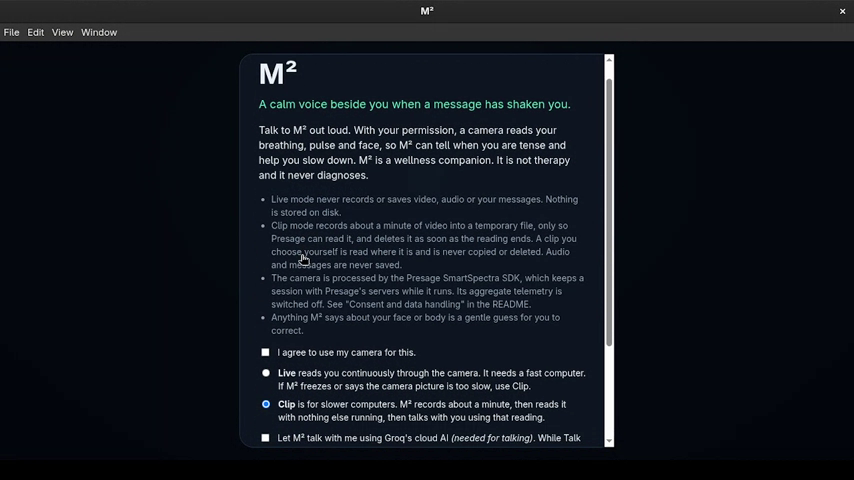 M²
File Edit View Window
M²
A calm voice beside you when a message has shaken you.
Talk to M² out loud. With your permission, a camera reads your
breathing, pulse and face, so M² can tell when you are tense and
help you slow down. M² is a wellness companion. It is not therapy
and it never diagnoses.
• Live mode never records or saves video, audio or your messages. Nothing
is stored on disk.
• Clip mode records about a minute of video into a temporary file, only so
Presage can read it, and deletes it as soon as the reading ends. A clip you
choose yourself is read where it is and is never copied or deleted. Audio
and messages are never saved.
• The camera is processed by the Presage SmartSpectra SDK, which keeps a
session with Presage's servers while it runs. Its aggregate telemetry is
switched off. See "Consent and data handling" in the README.
• Anything M² says about your face or body is a gentle guess for you to
correct.
I agree to use my camera for this.
Live reads you continuously through the camera. It needs a fast computer.
If M² freezes or says the camera picture is too slow, use Clip.
Clip is for slower computers. M² records about a minute, then reads it
with nothing else running, then talks with you using that reading.
Let M² talk with me using Groq's cloud AI (needed for talking). While Talk